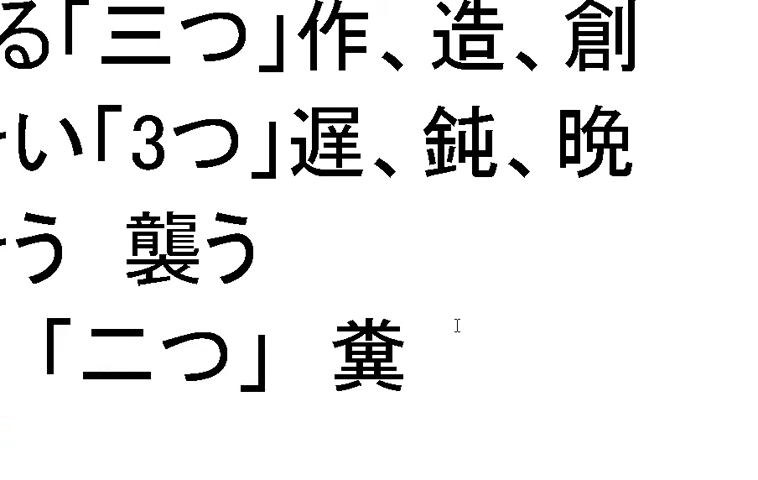 る「三つ」作、造、創
い「3つ」遅、鈍、晩
う 襲う
「二つ」 糞